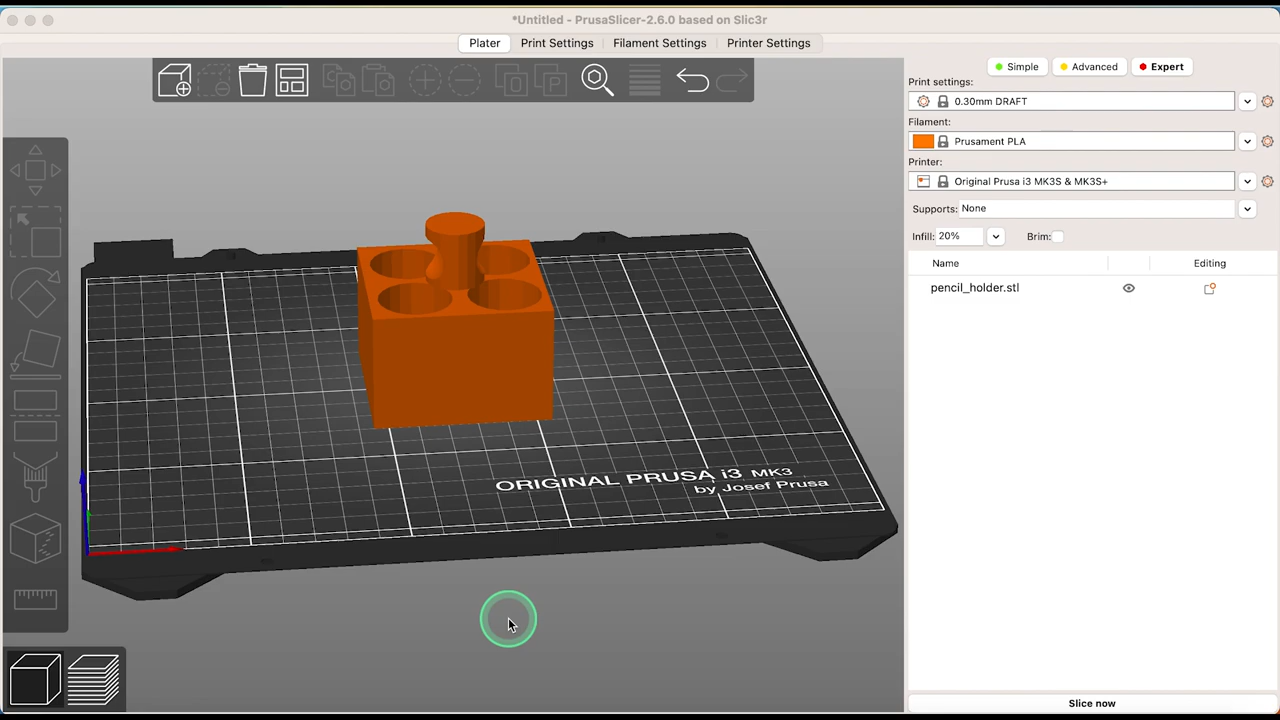 *Untitled - PrusaSlicer-2.6.0 based on Slic3r
Plater Print Settings Filament Settings Printer Settings
Simple Advanced Expert
Print settings:
0.30mm DRAFT
Filament:
Prusament PLA
Printer:
Original Prusa i3 MK3S & MK3S+
Supports: None
Infill: 20% Brim:
Name Editing
pencil_holder.stl
ORIGINAL PRUSA i3 MK3
by Josef Prusa
Slice now